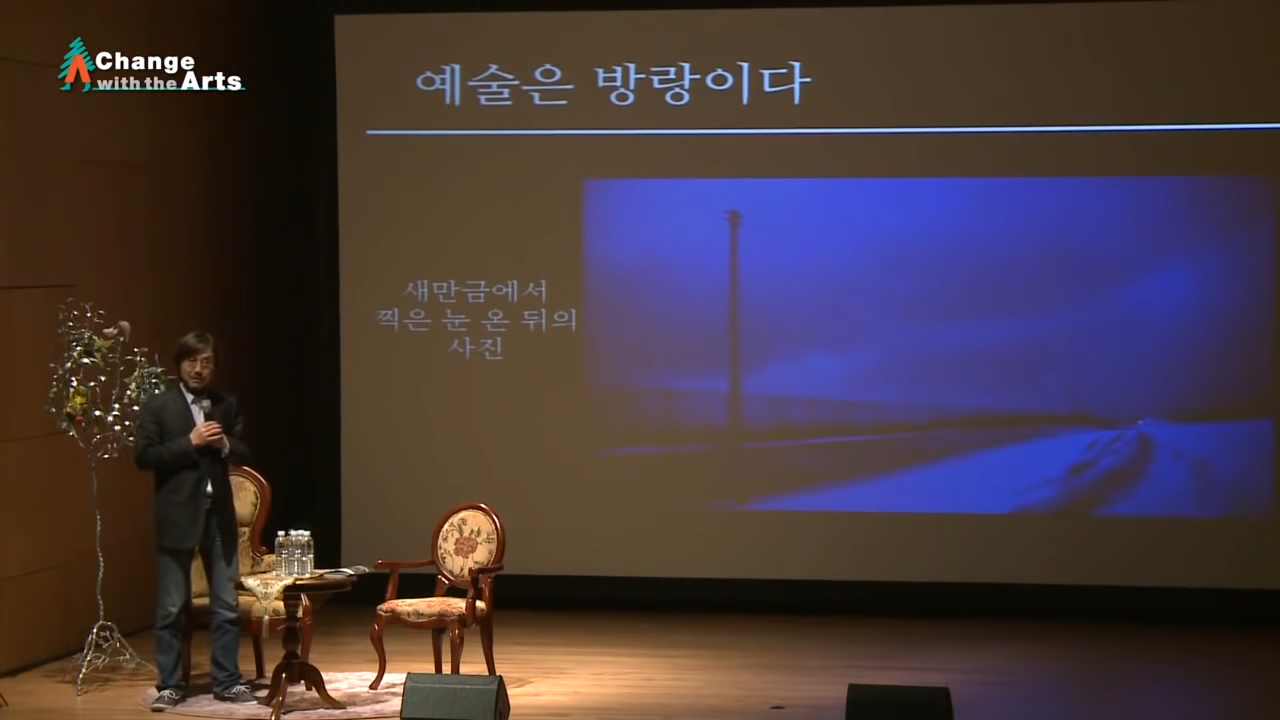 Change
with the Arts
예술은 방랑이다
새만금에서
찍은 눈 온 뒤의
사진